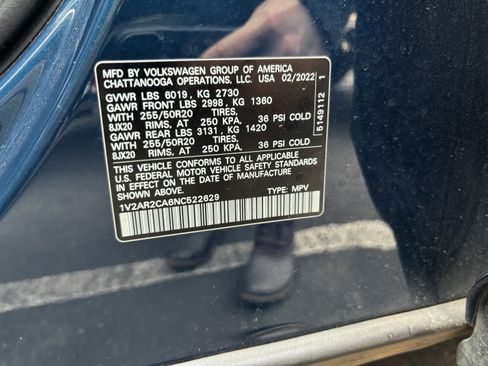 MFD BY VOLKSWAGEN GROUP OF AMERICA
CHATTANOOGA OPERATIONS, LLC. USA 02/2022
GVWR LBS 6019, KG 2730
GAWR FRONT LBS 2998, KG 1360
WITH 255/50R20 TIRES,
8JX20 RIMS, AT 250 KPA, 36 PSI COLD
GAWR REAR LBS 3131, KG 1420
WITH 255/50R20 TIRES,
8JX20 RIMS, AT 250 KPA, 36 PSI COLD
THIS VEHICLE CONFORMS TO ALL APPLICABLE
U.S. FEDERAL MOTOR VEHICLE SAFETY STANDARDS
IN EFFECT ON THE DATE OF MANUFACTURE
SHOWN ABOVE.
1V2AR2CA6NC522629 TYPE: MPV
5149112 1